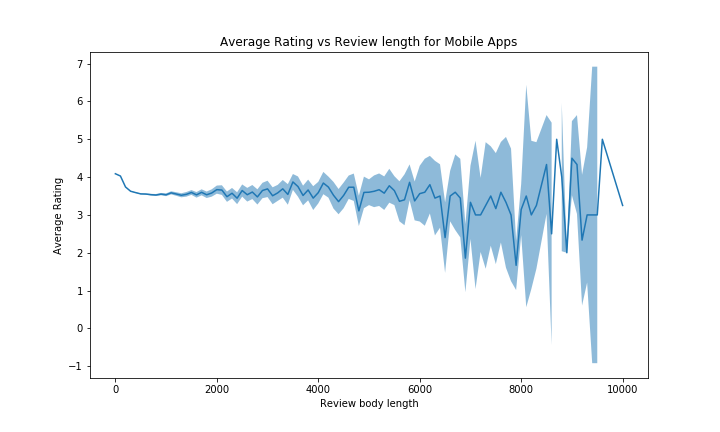 Average Rating vs Review length for Mobile Apps
7
6
5
4
3
2
1
0
−1
Average Rating
0 2000 4000 6000 8000 10000
Review body length